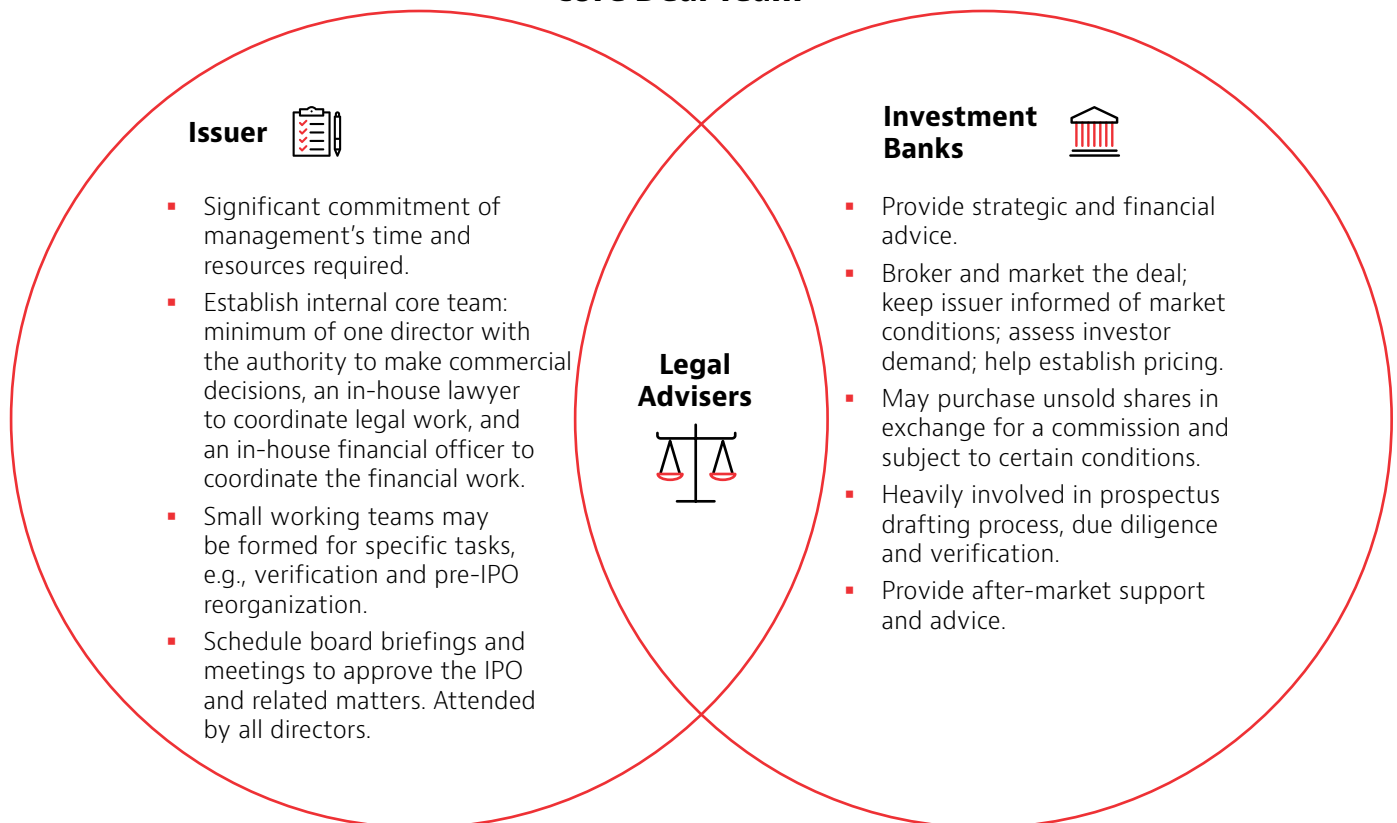 Core Deal Team
Issuer
Significant commitment of
management's time and
resources required.
Establish internal core team:
minimum of one director with
the authority to make commercial
decisions, an in-house lawyer
to coordinate legal work, and
an in-house financial officer to
coordinate the financial work.
Small working teams may
be formed for specific tasks,
e.g., verification and pre-IPO
reorganization.
Schedule board briefings and
meetings to approve the IPO
and related matters. Attended
by all directors.
Legal
Advisers
Investment
Banks
Provide strategic and financial
advice.
Broker and market the deal;
keep issuer informed of market
conditions; assess investor
demand; help establish pricing.
May purchase unsold shares in
exchange for a commission and
subject to certain conditions.
Heavily involved in prospectus
drafting process, due diligence
and verification.
Provide after-market support
and advice.